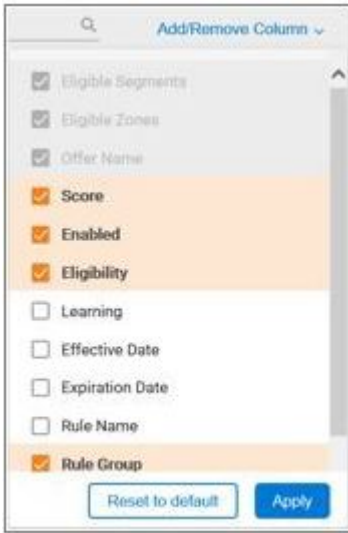 Add/Remove Column
Eligible Segments
Eligible Zones
Offer Name
Score
Enabled
Eligibility
Learning
Effective Date
Expiration Date
Rule Name
Rule Group
Reset to default
Apply